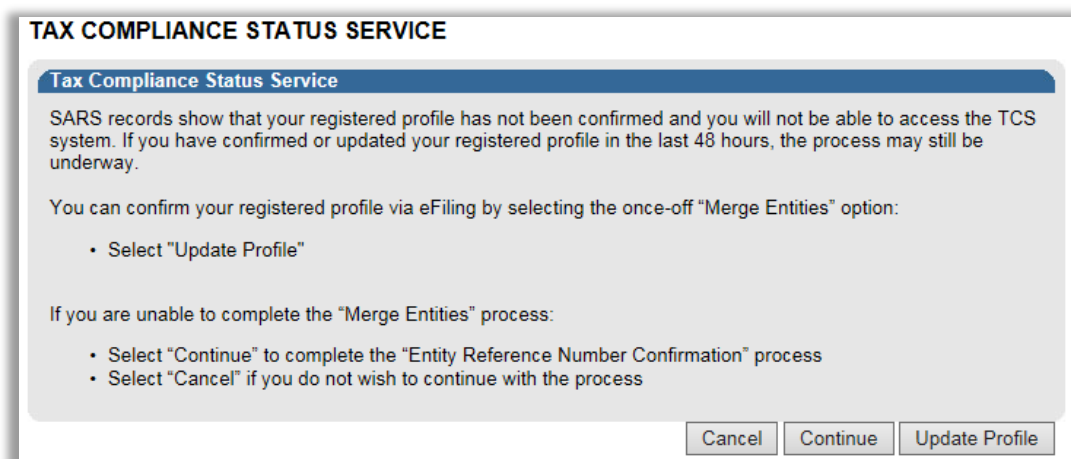 TAX COMPLIANCE STATUS SERVICE
Tax Compliance Status Service
SARS records show that your registered profile has not been confirmed and you will not be able to access the TCS
system. If you have confirmed or updated your registered profile in the last 48 hours, the process may still be
underway.
You can confirm your registered profile via eFiling by selecting the once-off “Merge Entities” option:
• Select "Update Profile"
If you are unable to complete the “Merge Entities” process:
• Select “Continue” to complete the “Entity Reference Number Confirmation” process
• Select “Cancel” if you do not wish to continue with the process
Cancel Continue Update Profile